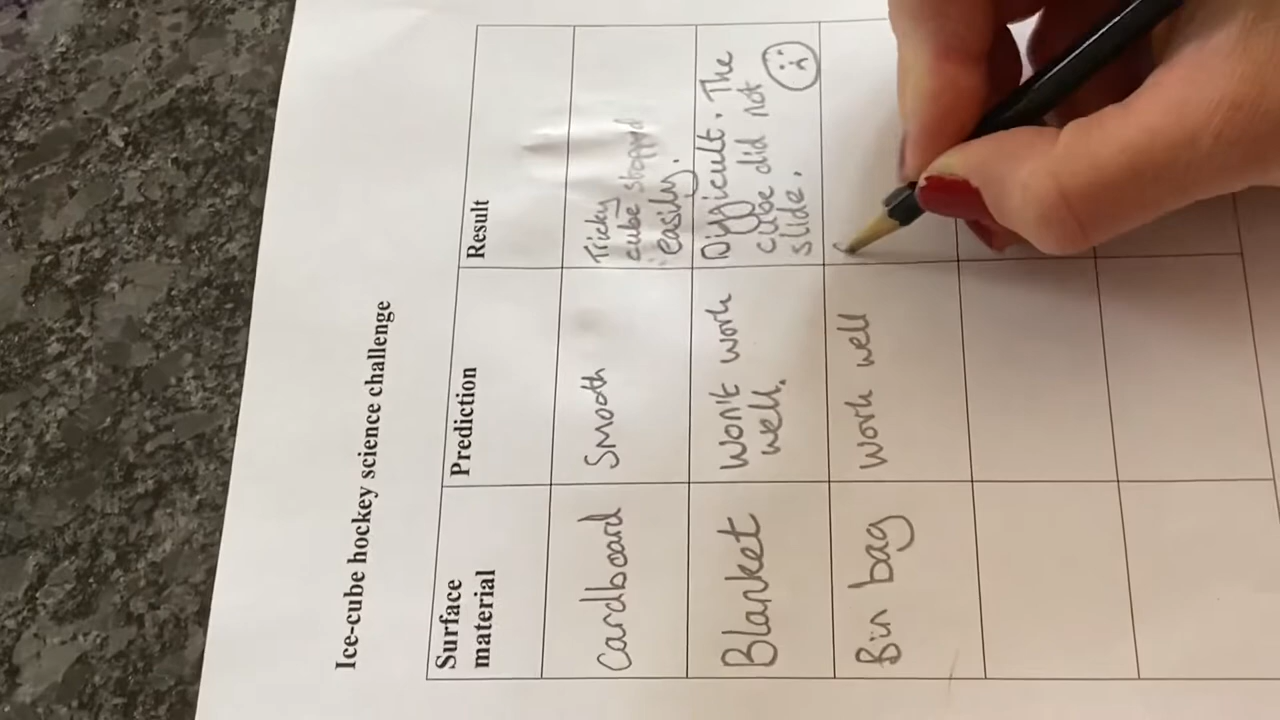 Ice-cube hockey science challenge
Surface
material
Prediction
Result
Cardboard
Smooth
Tricky
cube stopped
easily.
Blanket
Won't work
well.
Difficult. The
cube did not
slide.
Bin bag
work well